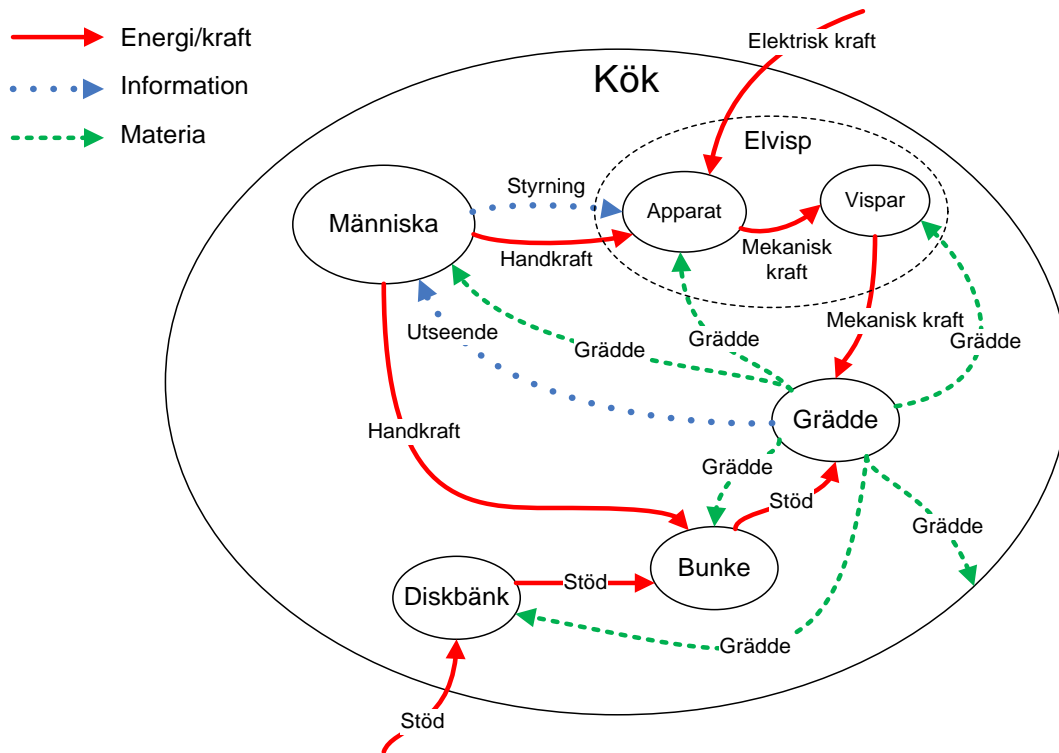 Energi/kraft
Elektrisk kraft
Information
Kök
Materia
Elvisp
Styrning
Människa
Apparat
Vispar
Handkraft
Mekanisk
kraft
Utseende
Grädde
Grädde
Mekanisk kraft
Grädde
Grädde
Handkraft
Grädde
Stöd
Grädde
Bunke
Stöd
Diskbänk
Grädde
Stöd